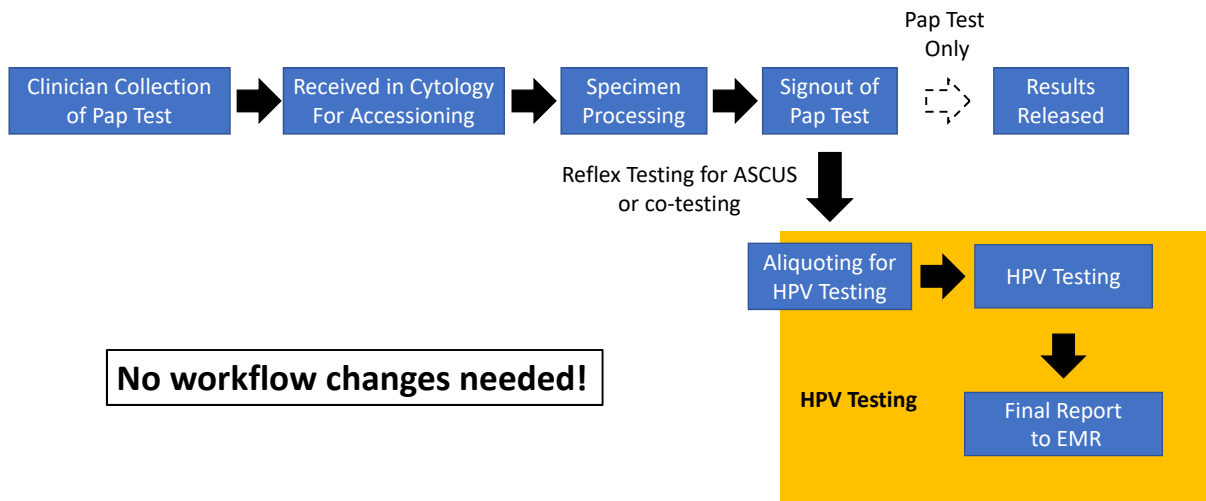 Pap Test
Only
Clinician Collection
of Pap Test
Received in Cytology
For Accessioning
Specimen
Processing
Signout of
Pap Test
Results
Released
Reflex Testing for ASCUS
or co-testing
Aliquoting for
HPV Testing
HPV Testing
No workflow changes needed!
HPV Testing
Final Report
to EMR